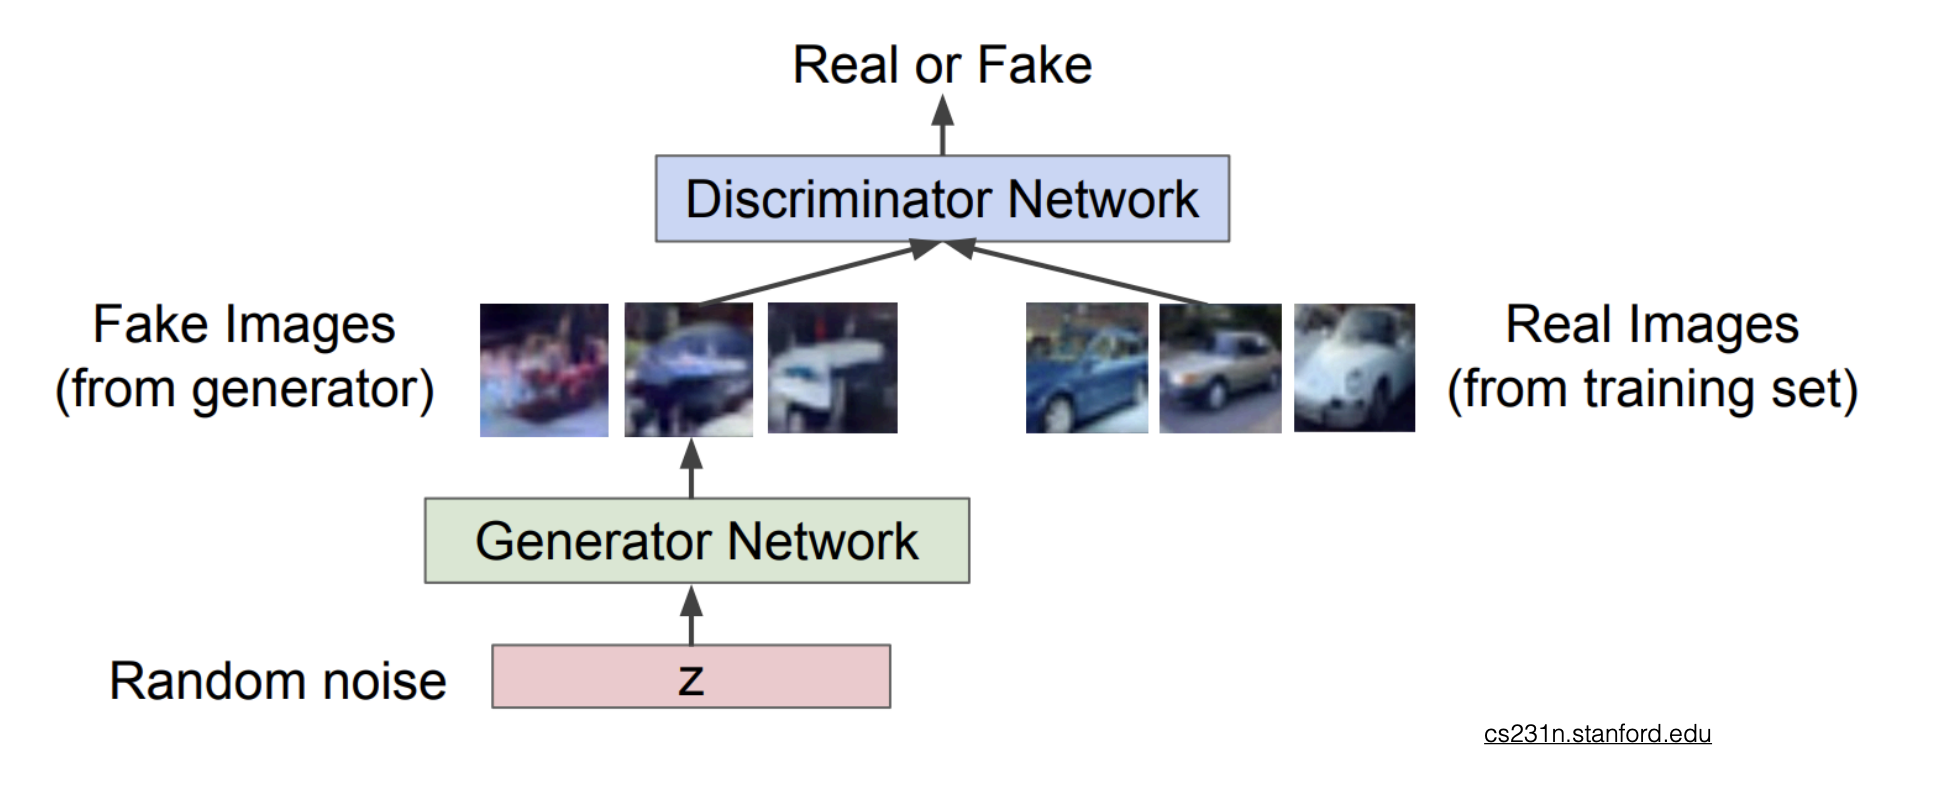 Real or Fake
Discriminator Network
Fake Images
(from generator)
Real Images
(from training set)
Generator Network
Random noise
z
cs231n.stanford.edu